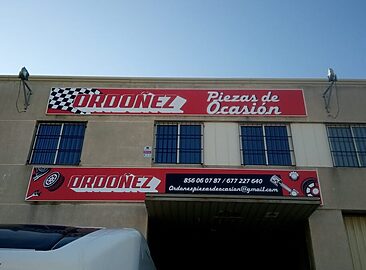 ORDOÑEZ Piezas de
Ocasión
ORDOÑEZ 856 06 07 87 / 677 227 640
Ordonezpiezasdeocasion@gmail.com